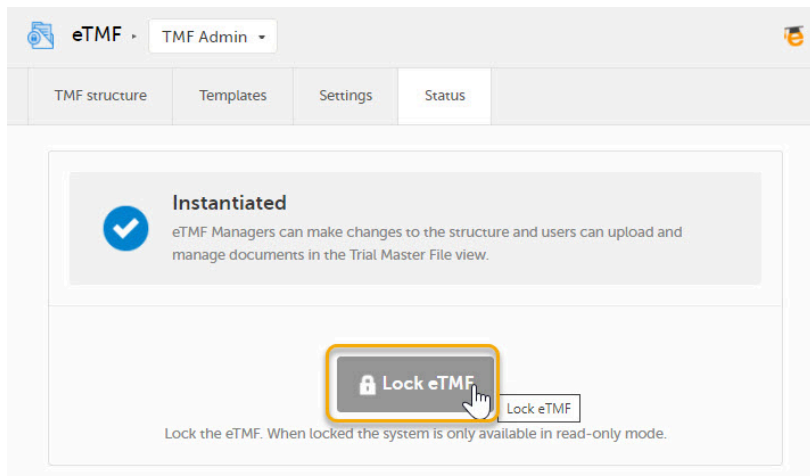 eTMF
TMF Admin
TMF structure
Templates
Settings
Status
Instantiated
eTMF Managers can make changes to the structure and users can upload and
manage documents in the Trial Master File view.
Lock eTMF
Lock eTMF
Lock the eTMF. When locked the system is only available in read-only mode.